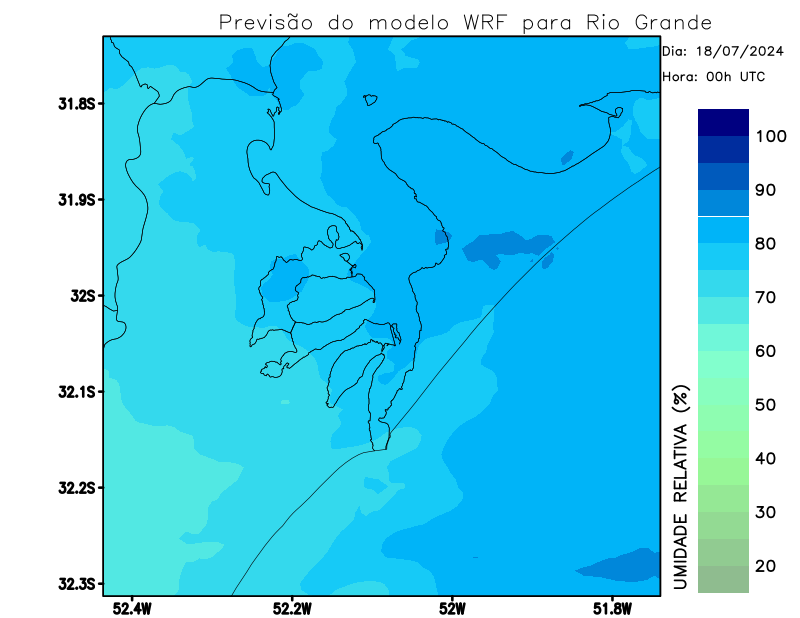 Previsão do modelo WRF para Rio Grande
Dia: 18/07/2024
Hora: 00h UTC
31.8S
31.9S
32S
32.1S
32.2S
32.3S
52.4W
52.2W
52W
51.8W
100
90
80
70
60
50
40
30
20
UMIDADE RELATIVA (%)